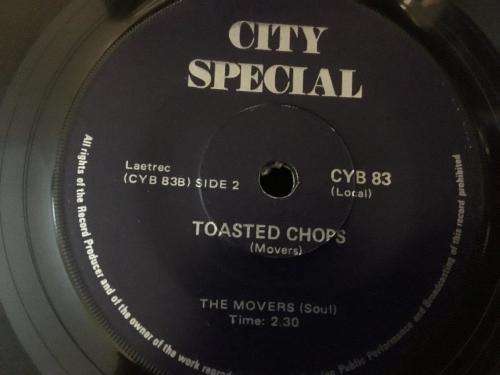 CITY
SPECIAL
Laetrec
(CYB 83B) SIDE 2
CYB 83
(Local)
TOASTED CHOPS
(Movers)
THE MOVERS (Soul)
Time: 2.30
All rights of the Record Producer and of the owner of the work reproduced
Public Performance and Broadcasting of this record prohibited